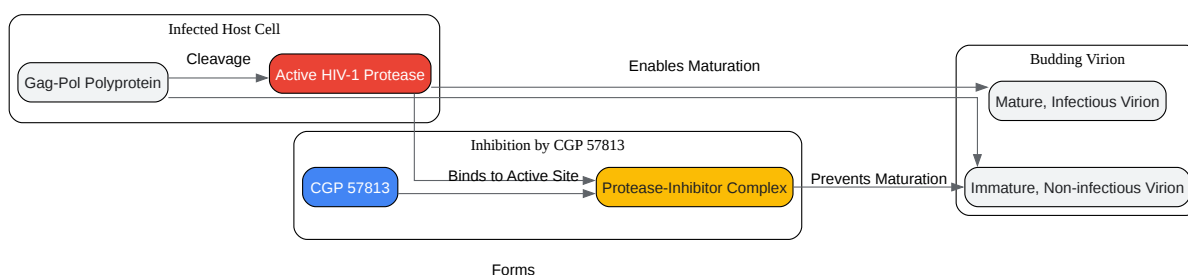 Infected Host Cell
Cleavage
Gag-Pol Polyprotein
Active HIV-1 Protease
Enables Maturation
Budding Virion
Mature, Infectious Virion
Inhibition by CGP 57813
CGP 57813
Binds to Active Site
Protease-Inhibitor Complex
Prevents Maturation
Immature, Non-infectious Virion
Forms